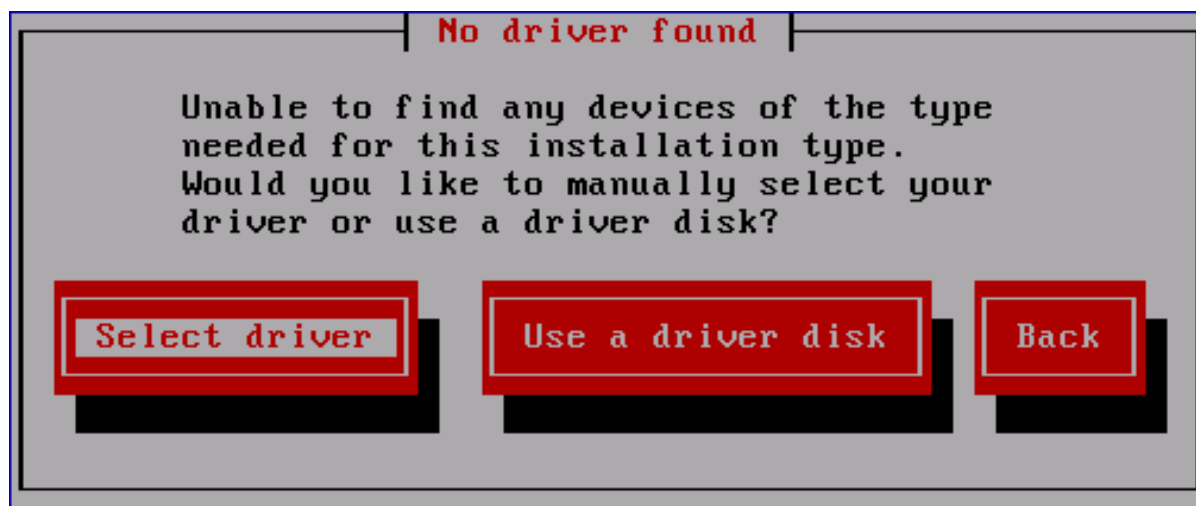 No driver found
Unable to find any devices of the type
needed for this installation type.
Would you like to manually select your
driver or use a driver disk?
Select driver
Use a driver disk
Back